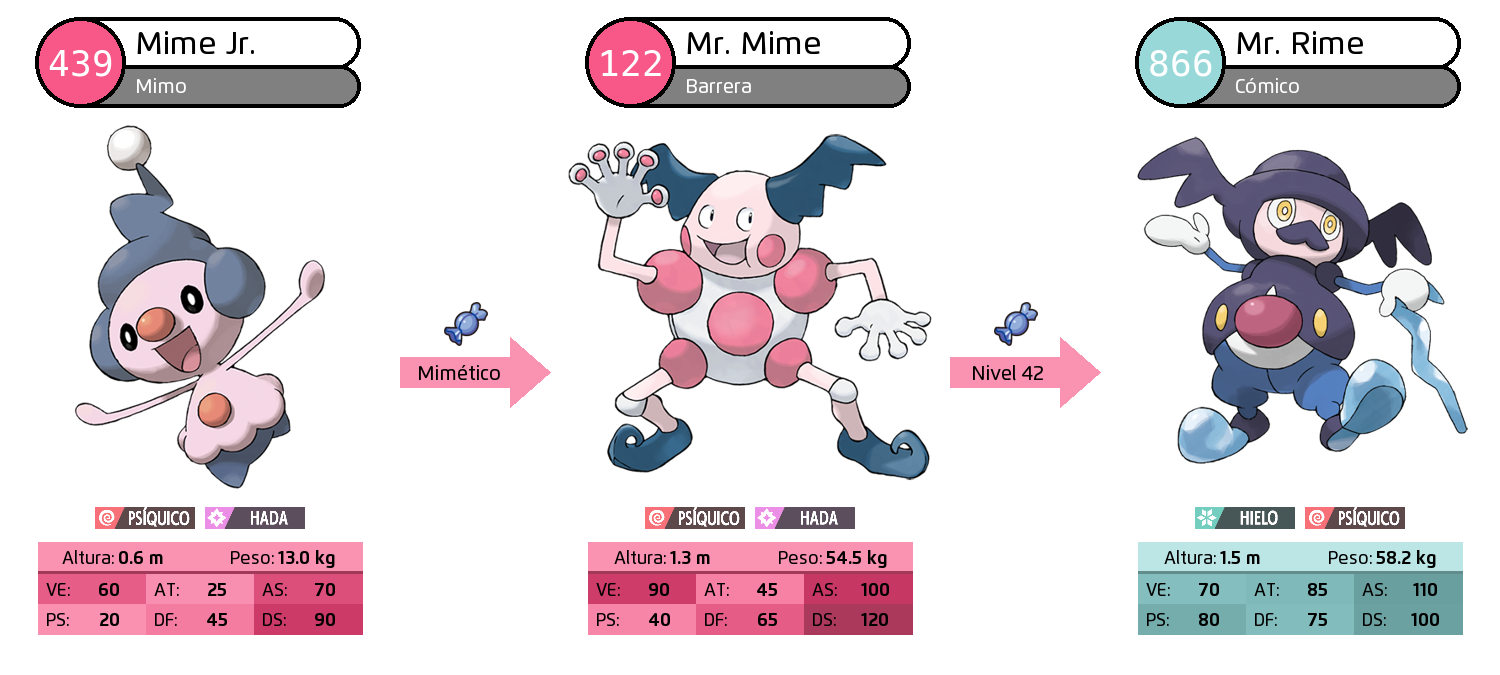 439
Mime Jr.
Mimo
122
Mr. Mime
Barrera
866
Mr. Rime
Cómico
Mimético
Nivel 42
PSÍQUICO HADA
Altura: 0.6 m Peso: 13.0 kg
VE: 60 AT: 25 AS: 70
PS: 20 DF: 45 DS: 90
PSÍQUICO HADA
Altura: 1.3 m Peso: 54.5 kg
VE: 90 AT: 45 AS: 100
PS: 40 DF: 65 DS: 120
HIELO PSÍQUICO
Altura: 1.5 m Peso: 58.2 kg
VE: 70 AT: 85 AS: 110
PS: 80 DF: 75 DS: 100